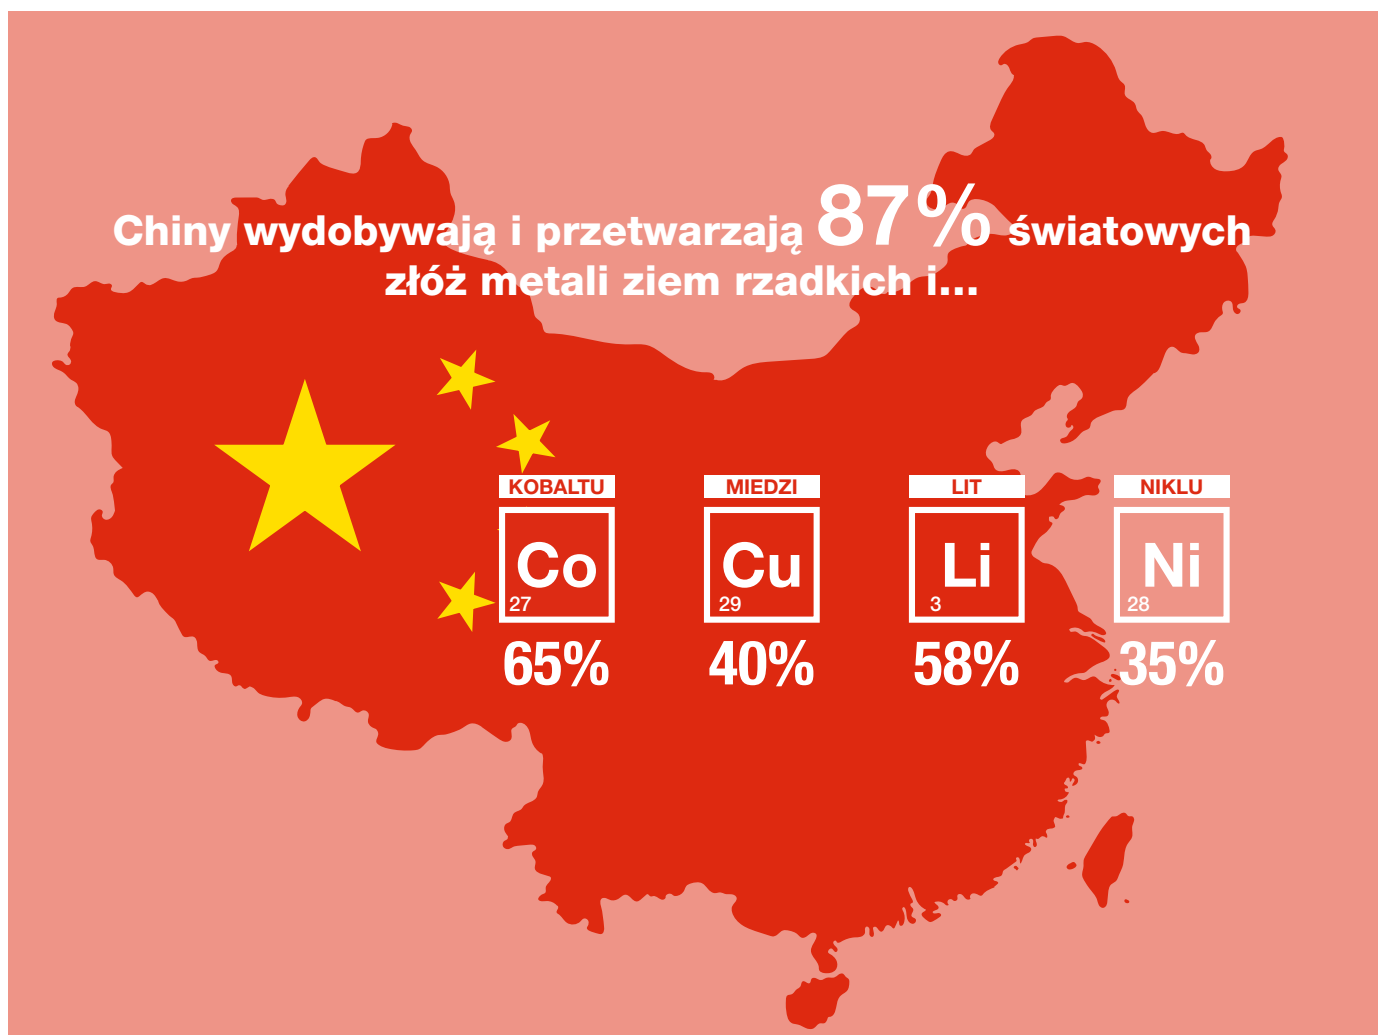 Chiny wydobywają i przetwarzają 87% światowych
złóż metali ziem rzadkich i...
KOBALTU
Co
27
65%
MIEDZI
Cu
29
40%
LIT
Li
3
58%
NIKLU
Ni
28
35%